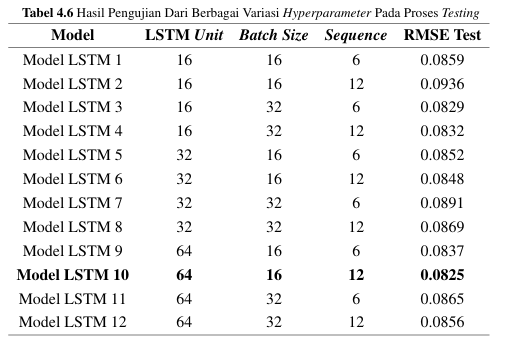 Tabel 4.6 Hasil Pengujian Dari Berbagai Variasi Hyperparameter Pada Proses Testing
Model LSTM Unit Batch Size Sequence RMSE Test
Model LSTM 1 16 16 6 0.0859
Model LSTM 2 16 16 12 0.0936
Model LSTM 3 16 32 6 0.0829
Model LSTM 4 16 32 12 0.0832
Model LSTM 5 32 16 6 0.0852
Model LSTM 6 32 16 12 0.0848
Model LSTM 7 32 32 6 0.0891
Model LSTM 8 32 32 12 0.0869
Model LSTM 9 64 16 6 0.0837
Model LSTM 10 64 16 12 0.0825
Model LSTM 11 64 32 6 0.0865
Model LSTM 12 64 32 12 0.0856